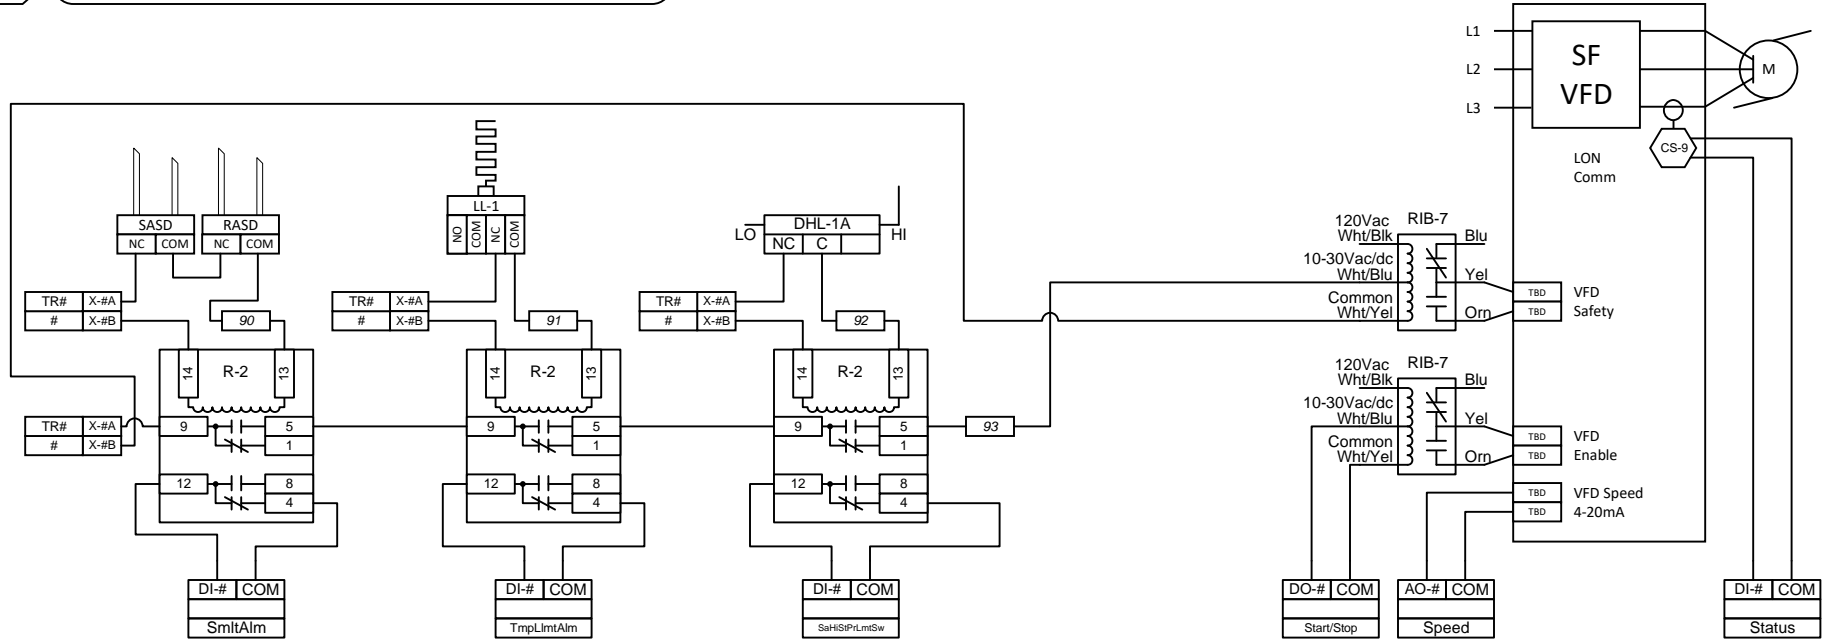 L1
L2
L3
SF
VFD
M
CS-9
LON
Comm
SASD
NC COM
RASD
NC COM
LL-1
NO COM NC COM
LO
DHL-1A
NC C
HI
TR# X-#A
# X-#B
90
TR# X-#A
# X-#B
91
TR# X-#A
# X-#B
92
120Vac
Wht/Blk
10-30Vac/dc
Wht/Blu
Common
Wht/Yel
RIB-7
Blu
Yel
Orn
TBD
TBD
VFD
Safety
14 R-2 13
14 R-2 13
14 R-2 13
TR# X-#A
# X-#B
9 5
1
12 8
4
9 5
1
12 8
4
9 5
1
12 8
4
93
120Vac
Wht/Blk
10-30Vac/dc
Wht/Blu
Common
Wht/Yel
RIB-7
Blu
Yel
Orn
TBD
TBD
VFD
Enable
TBD
TBD
VFD Speed
4-20mA
DI-# COM
SmltAlm
DI-# COM
TmpLlmtAlm
DI-# COM
SaHiStPrLmtSw
DO-# COM
Start/Stop
AO-# COM
Speed
DI-# COM
Status